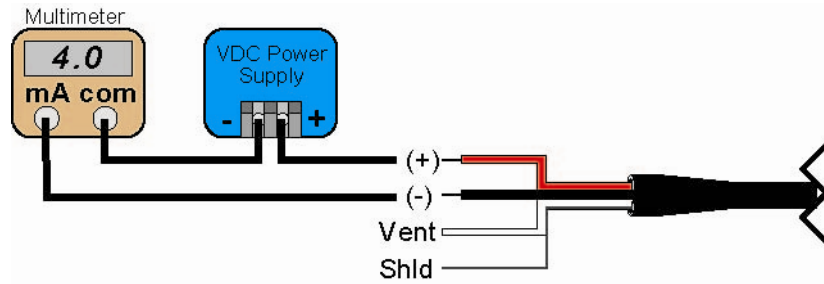 Multimeter
4.0
mA com
VDC Power
Supply
- +
(+)
(-)
Vent
Shld